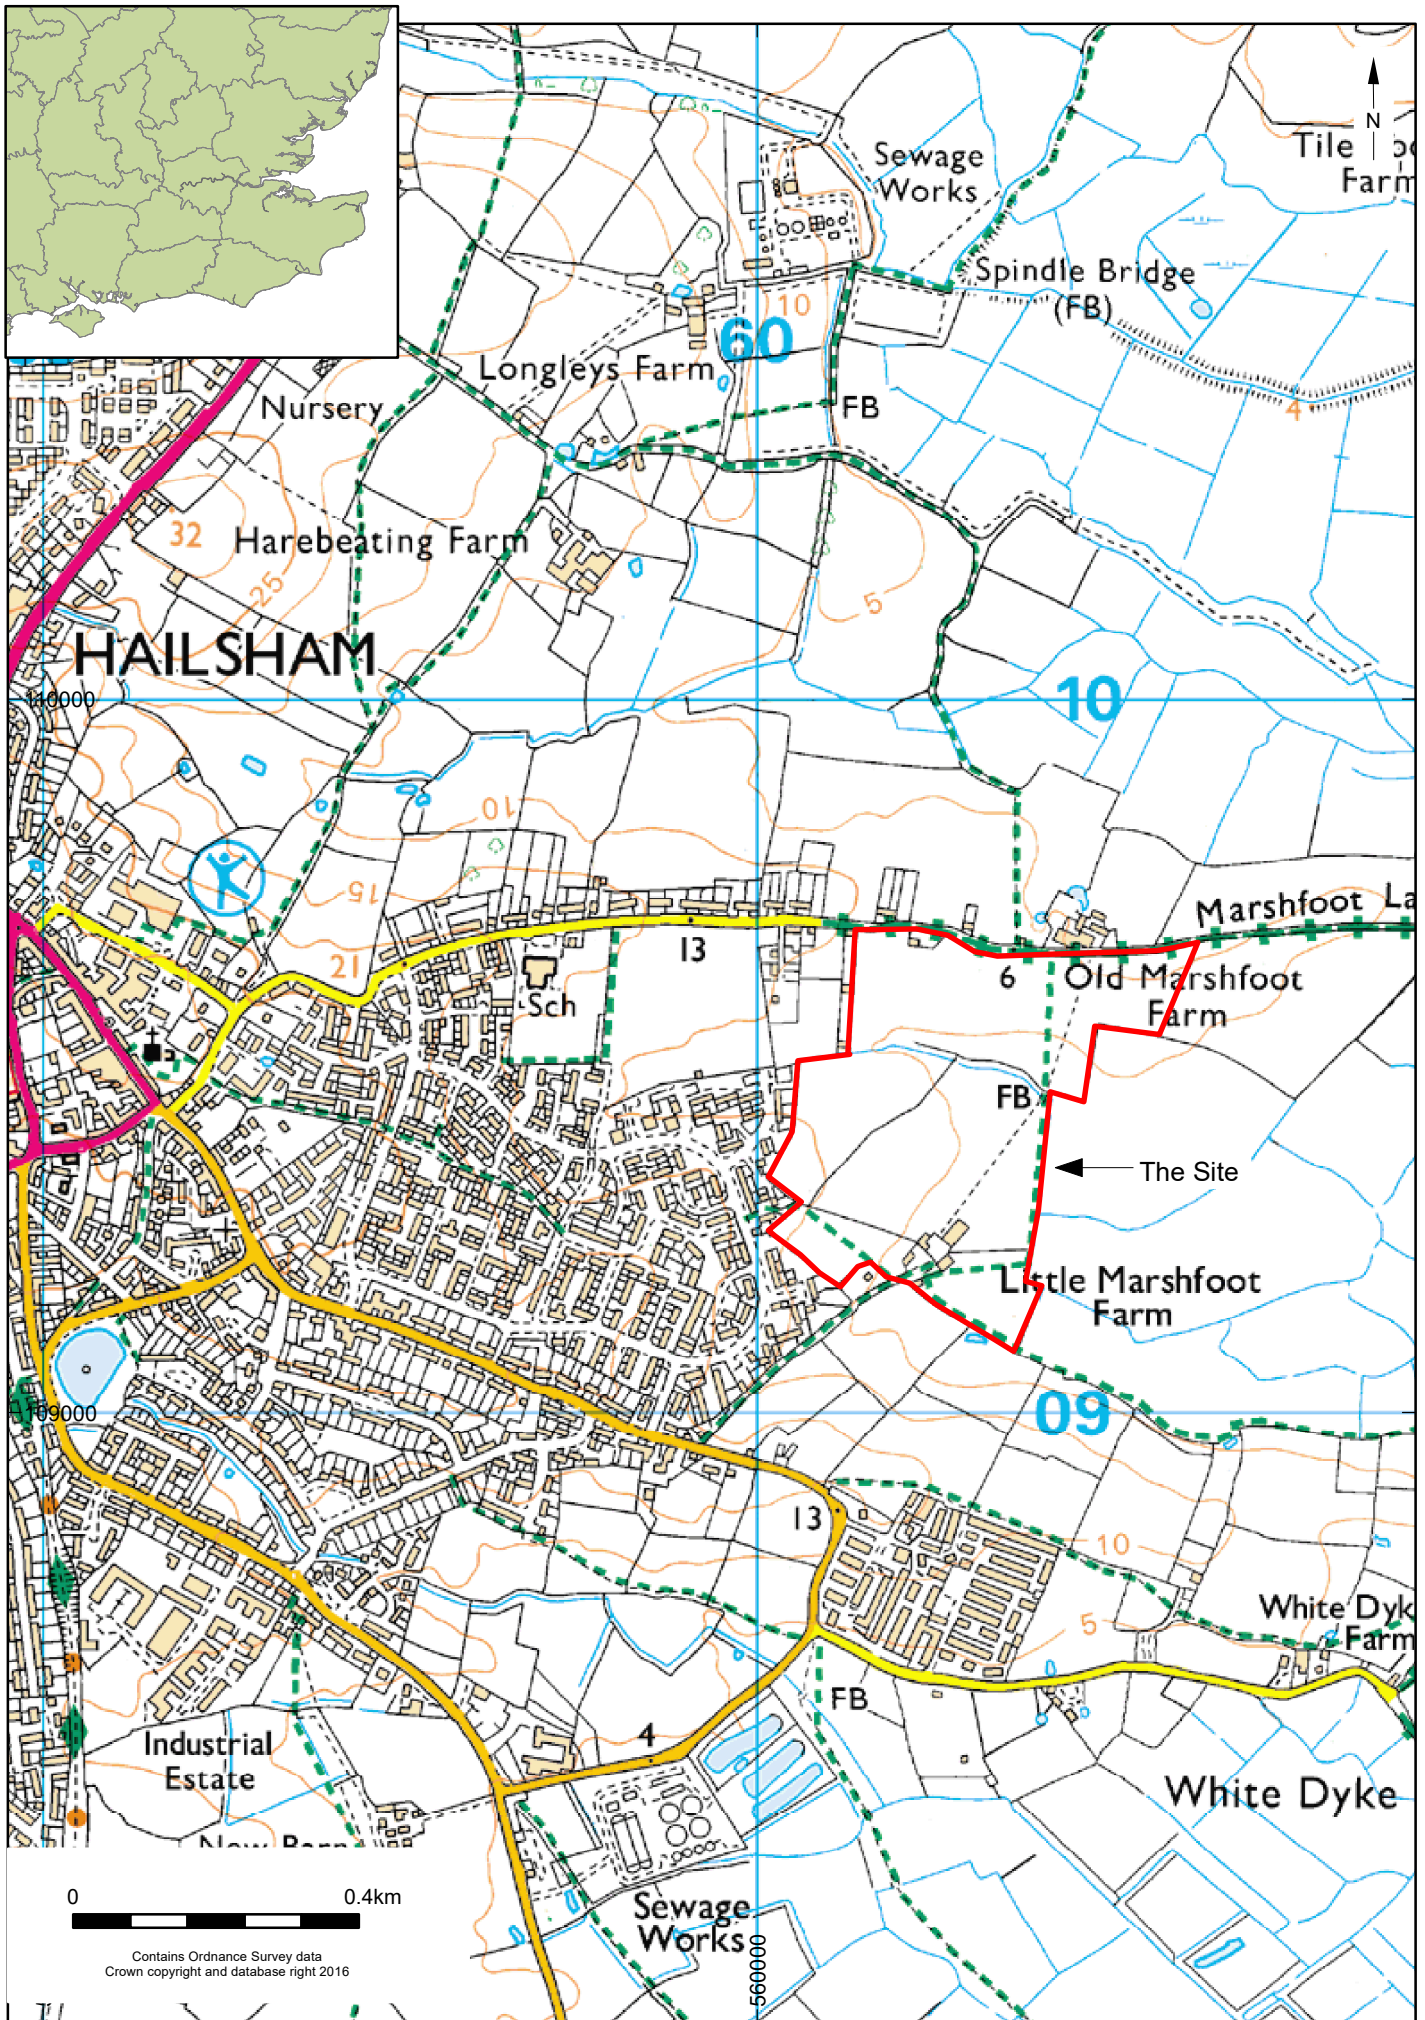 N
Sewage
Works
Farm
Spindle Bridge
(FB)
10
60
Longleys Farm
Nursery
FB
4
32
Harebeating Farm
25
5
HAILSHAM
110000
10
10
15
Marshfoot
21
13
Sch
6
Old Marshfoot
Farm
FB
The Site
Little Marshfoot
Farm
109000
09
13
10
5
White
Farm
FB
4
Industrial
Estate
White Dyke
0
0.4km
Sewage
Works
Contains Ordnance Survey data
Crown copyright and database right 2016
560000